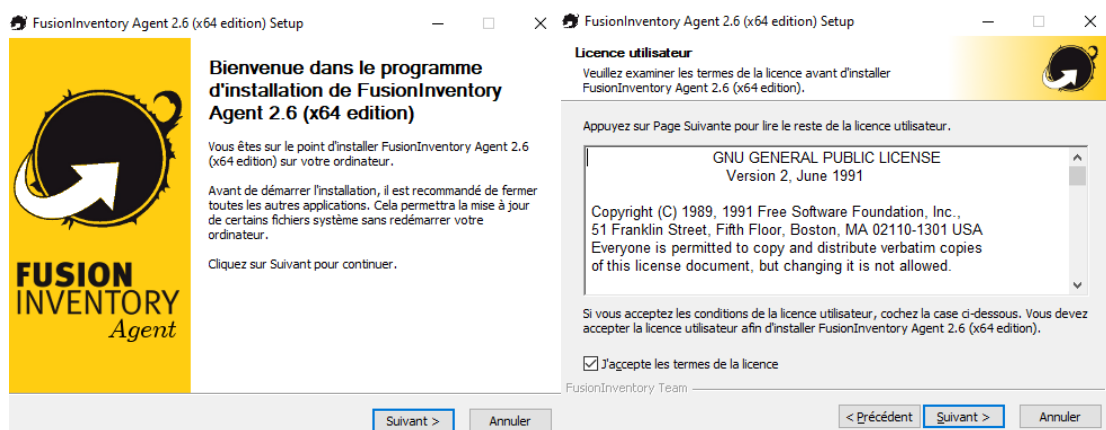 FusionInventory Agent 2.6 (x64 edition) Setup
Bienvenue dans le programme
d'installation de FusionInventory
Agent 2.6 (x64 edition)
Vous êtes sur le point d'installer FusionInventory Agent 2.6
(x64 edition) sur votre ordinateur.
Avant de démarrer l'installation, il est recommandé de fermer
toutes les autres applications. Cela permettra la mise à jour
de certains fichiers système sans redémarrer votre
ordinateur.
Cliquez sur Suivant pour continuer.
FUSION
INVENTORY
Agent
Suivant >
Annuler
FusionInventory Agent 2.6 (x64 edition) Setup
Licence utilisateur
Veuillez examiner les termes de la licence avant d'installer
FusionInventory Agent 2.6 (x64 edition).
Appuyez sur Page Suivante pour lire le reste de la licence utilisateur.
GNU GENERAL PUBLIC LICENSE
Version 2, June 1991
Copyright (C) 1989, 1991 Free Software Foundation, Inc.,
51 Franklin Street, Fifth Floor, Boston, MA 02110-1301 USA
Everyone is permitted to copy and distribute verbatim copies
of this license document, but changing it is not allowed.
Si vous acceptez les conditions de la licence utilisateur, cochez la case ci-dessous. Vous devez
accepter la licence utilisateur afin d'installer FusionInventory Agent 2.6 (x64 edition).
J'accepte les termes de la licence
FusionInventory Team
< Précédent
Suivant >
Annuler